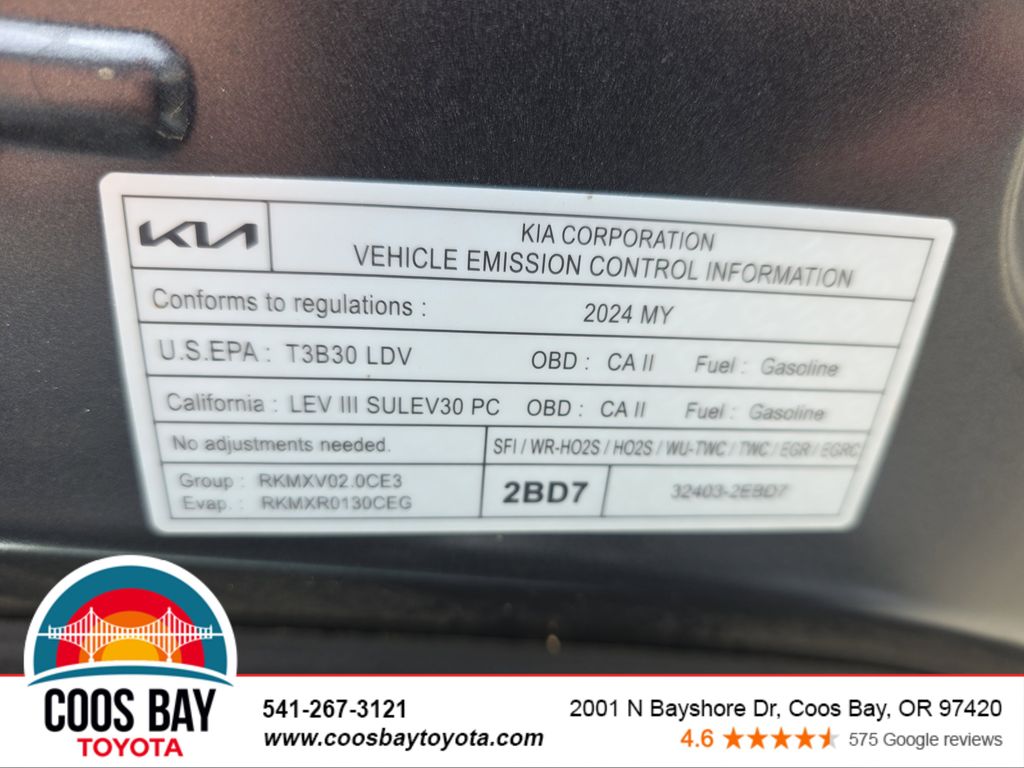 KIA
KIA CORPORATION
VEHICLE EMISSION CONTROL INFORMATION
Conforms to regulations : 2024 MY
U.S.EPA : T3B30 LDV OBD : CA II Fuel : Gasoline
California : LEV III SULEV30 PC OBD : CA II Fuel : Gasoline
No adjustments needed. SFI / WR-HO2S / HO2S / WU-TWC / TWC / EGR / EGRC
Group : RKMXV02.0CE3
Evap. : RKMXR0130CEG
2BD7 32403-2EBD7
COOS BAY
TOYOTA
541-267-3121
www.coosbaytoyota.com
2001 N Bayshore Dr, Coos Bay, OR 97420
4.6 575 Google reviews